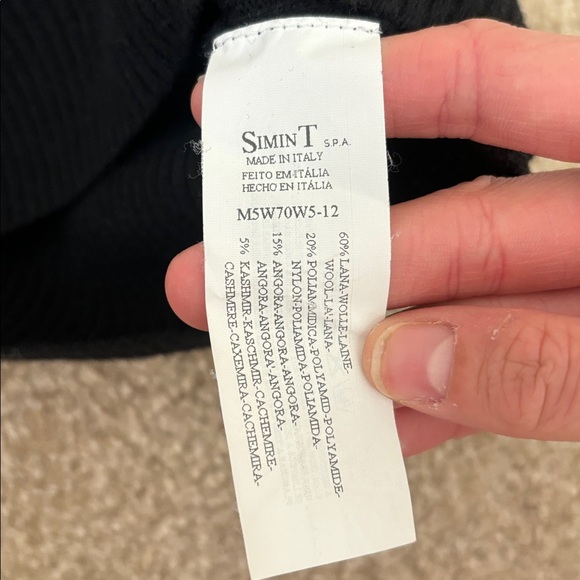 SIMINT S.P.A.
MADE IN ITALY
FEITO EM ITÁLIA
HECHO EN ITÁLIA
M5W70W5-12
60% LANA-WOLLE-LAINE-
WOOL-LA'LANA-
20% POLIAMMIDICA-POLYAMID-POLYAMIDE-
NYLON-POLIAMIDA-POLIAMIDA-
15% ANGORA-ANGORA-ANGORA-
ANGORA-ANGORA'-ANGORA-
5% KASHMIR-KASCHMIR-CACHEMIRE-
CASHMERE-CAXEMIRA-CACHEMIRA-